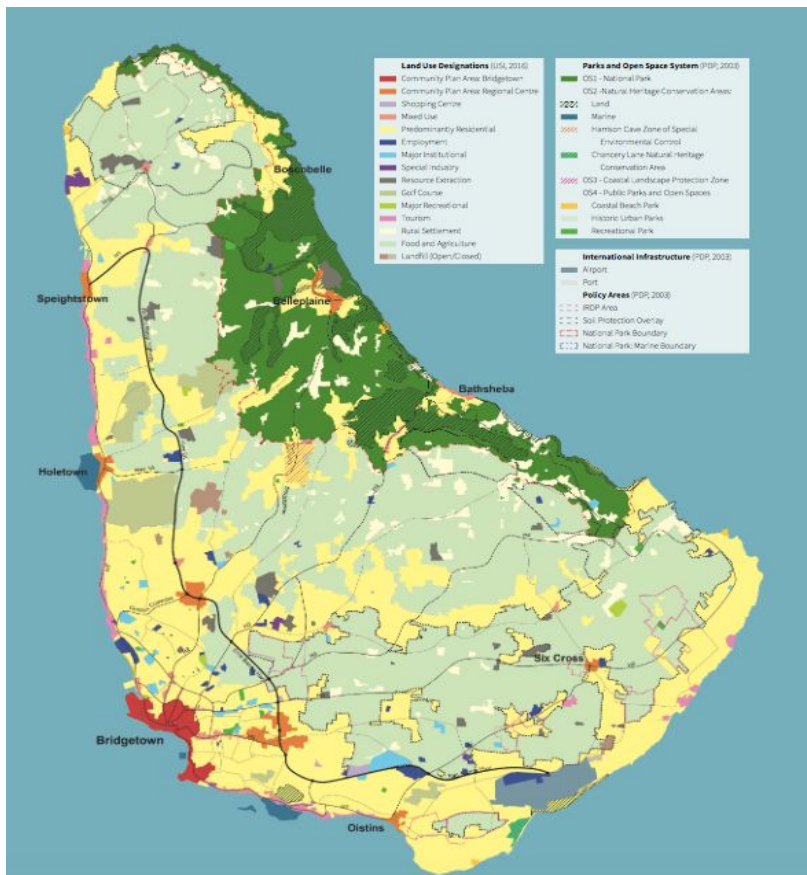 Land Use Designations (USI, 2016)
Community Plan Area: Bridgetown
Community Plan Area: Regional Centre
Shopping Centre
Mixed Use
Predominantly Residential
Employment
Major Institutional
Special Industry
Resource Extraction
Golf Course
Major Recreational
Tourism
Rural Settlement
Food and Agriculture
Landfill (Open/Closed)
Parks and Open Space System (PDP, 2003)
OS1 - National Park
OS2 -Natural Heritage Conservation Areas:
Land
Marine
Harrison Cave Zone of Special
Environmental Control
Chancery Lane Natural Heritage
Conservation Area
OS3 - Coastal Landscape Protection Zone
OS4 - Public Parks and Open Spaces
Coastal Beach Park
Historic Urban Parks
Recreational Park
International Infrastructure (PDP, 2003)
Airport
Port
Policy Areas (PDP, 2003)
IRDP Area
Soil Protection Overlay
National Park Boundary
National Park: Marine Boundary
Boscobelle
Speightstown
Belleplaine
Bathsheba
Holetown
Six Cross
Bridgetown
Oistins